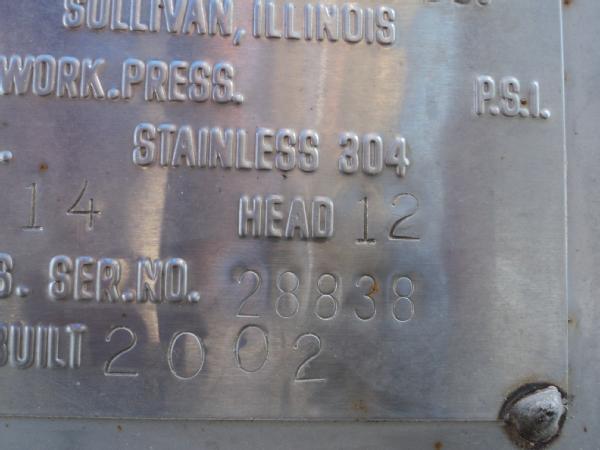 SULLIVAN, ILLINOIS
WORK.PRESS. P.S.I.
STAINLESS 304
14 HEAD 12
S. SER.NO. 28838
BUILT 2002